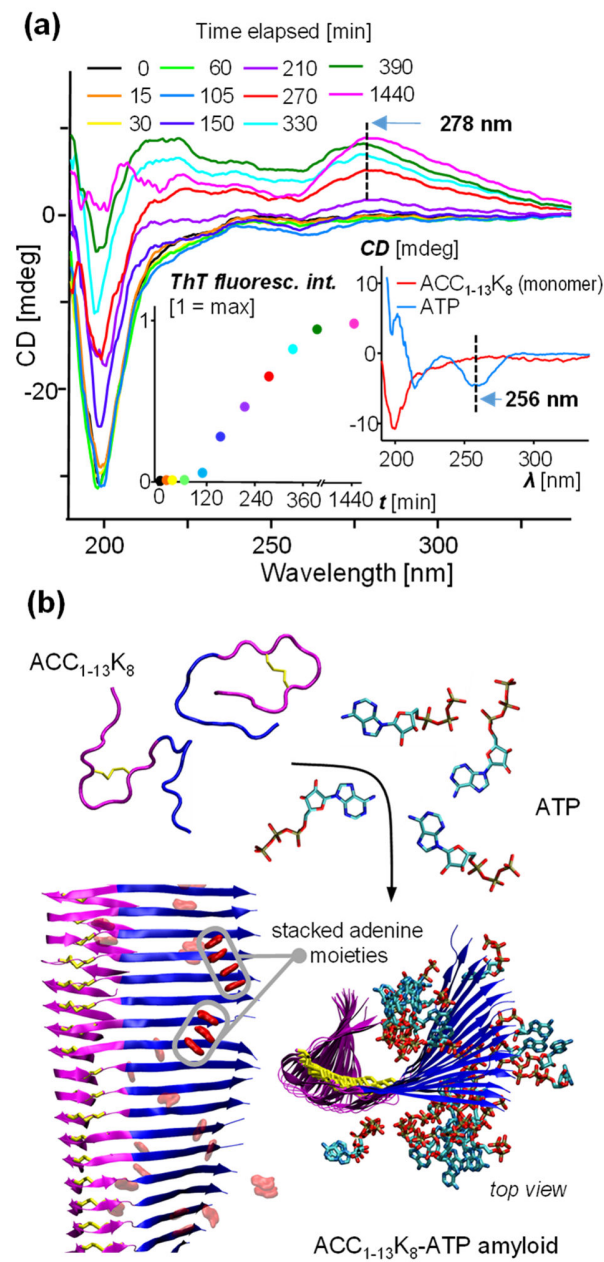 (a)
Time elapsed [min]
0 60 210 390
15 105 270 1440
30 150 330
278 nm
CD [mdeg]
0
-20
ThT fluoresc. int.
[1 = max]
1
0
0 120 240 360 1440
t [min]
CD [mdeg]
10
0
-10
ACC₁₋₁₃K₈ (monomer)
ATP
256 nm
190 240 290
λ [nm]
200 250 300
Wavelength [nm]
(b)
ACC₁₋₁₃K₈
ATP
stacked adenine
moieties
top view
ACC₁₋₁₃K₈-ATP amyloid